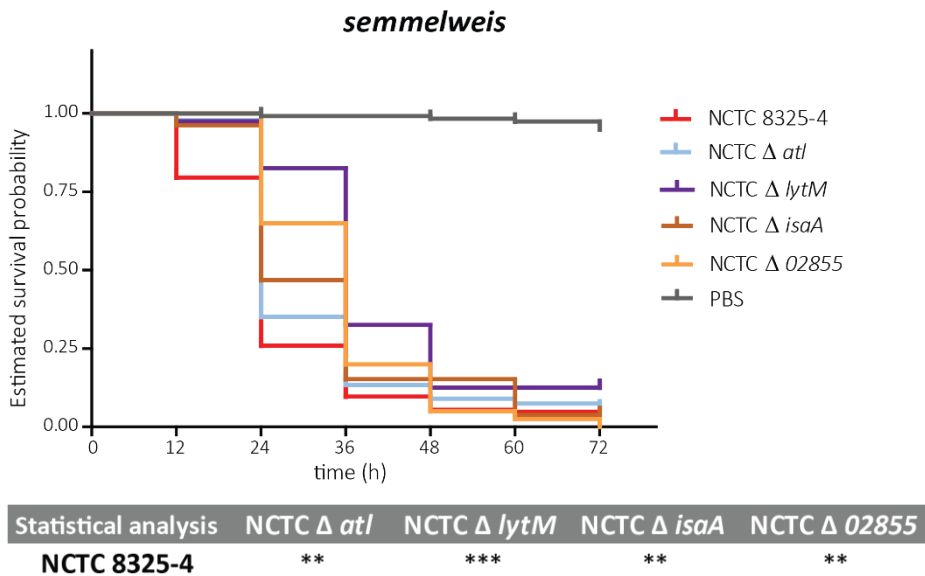 semmelweis
Estimated survival probability
1.00
0.75
0.50
0.25
0.00
0 12 24 36 48 60 72
time (h)
NCTC 8325-4
NCTC Δ atl
NCTC Δ lytM
NCTC Δ isaA
NCTC Δ 02855
PBS
Statistical analysis NCTC Δ atl NCTC Δ lytM NCTC Δ isaA NCTC Δ 02855
NCTC 8325-4 ** *** ** **